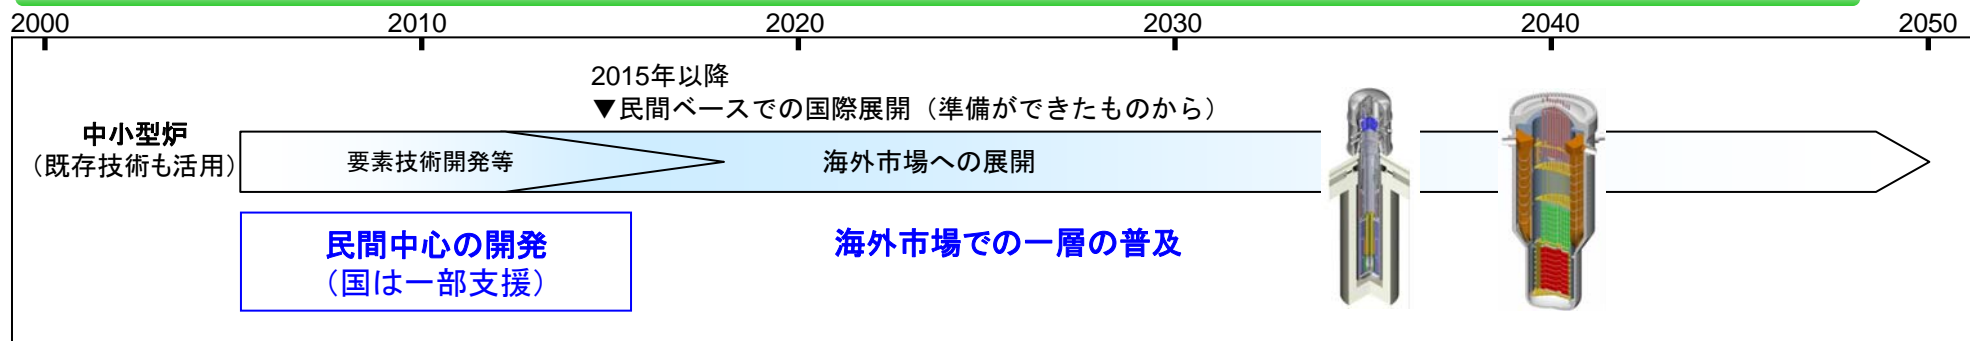 2000 2010 2020 2030 2040 2050
2015年以降
▼民間ベースでの国際展開（準備ができたものから）
中小型炉
（既存技術も活用）
要素技術開発等
海外市場への展開
民間中心の開発
（国は一部支援）
海外市場での一層の普及